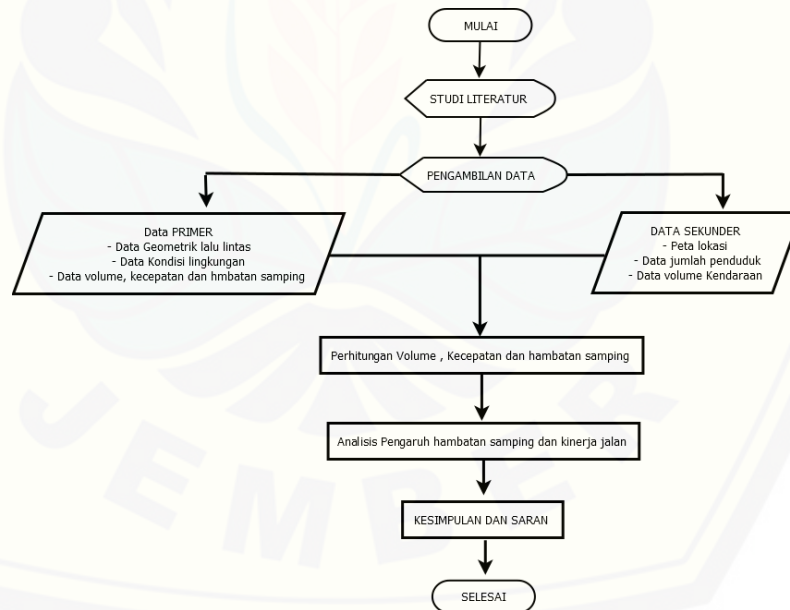 MULAI
STUDI LITERATUR
PENGAMBILAN DATA
Data PRIMER
- Data Geometrik lalu lintas
- Data Kondisi lingkungan
- Data volume, kecepatan dan hmbatan samping
DATA SEKUNDER
- Peta lokasi
- Data jumlah penduduk
- Data volume Kendaraan
Perhitungan Volume , Kecepatan dan hambatan samping
Analisis Pengaruh hambatan samping dan kinerja jalan
KESIMPULAN DAN SARAN
SELESAI
JEMBER